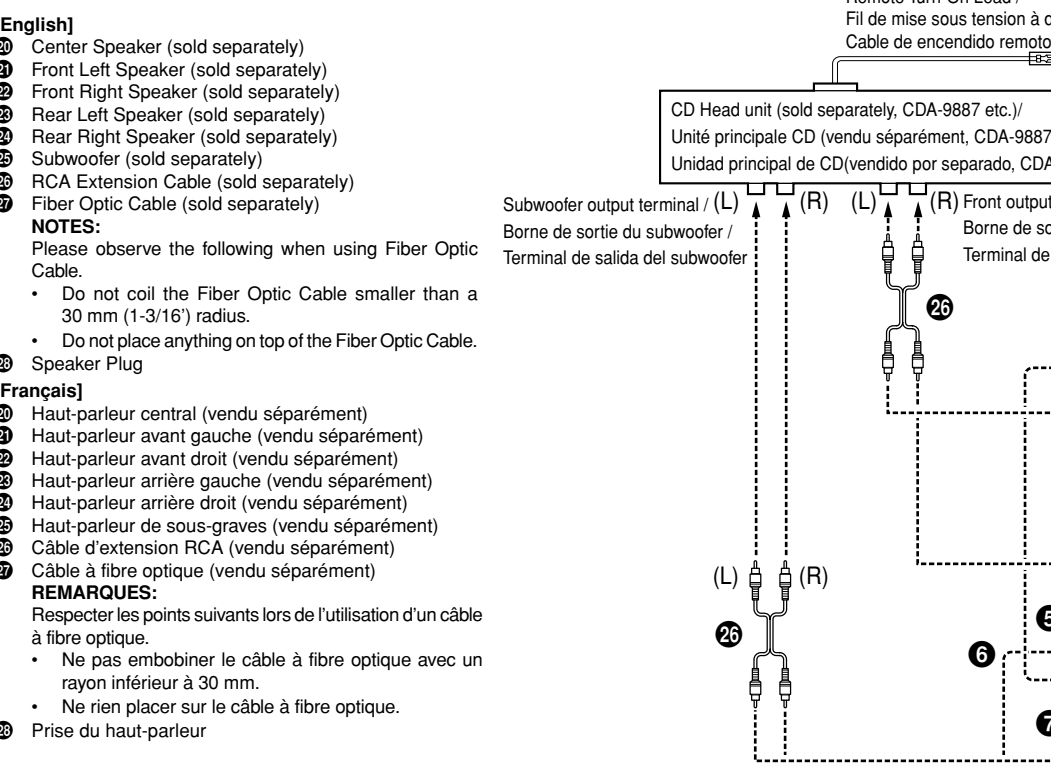 Remote Turn-On Lead /
Fil de mise sous tension à d
Cable de encendido remoto
English]
20 Center Speaker (sold separately)
21 Front Left Speaker (sold separately)
22 Front Right Speaker (sold separately)
23 Rear Left Speaker (sold separately)
24 Rear Right Speaker (sold separately)
25 Subwoofer (sold separately)
26 RCA Extension Cable (sold separately)
27 Fiber Optic Cable (sold separately)
NOTES:
Please observe the following when using Fiber Optic
Cable.
• Do not coil the Fiber Optic Cable smaller than a
30 mm (1-3/16') radius.
• Do not place anything on top of the Fiber Optic Cable.
28 Speaker Plug
Français]
20 Haut-parleur central (vendu séparément)
21 Haut-parleur avant gauche (vendu séparément)
22 Haut-parleur avant droit (vendu séparément)
23 Haut-parleur arrière gauche (vendu séparément)
24 Haut-parleur arrière droit (vendu séparément)
25 Haut-parleur de sous-graves (vendu séparément)
26 Câble d'extension RCA (vendu séparément)
27 Câble à fibre optique (vendu séparément)
REMARQUES:
Respecter les points suivants lors de l'utilisation d'un câble
à fibre optique.
• Ne pas embobiner le câble à fibre optique avec un
rayon inférieur à 30 mm.
• Ne rien placer sur le câble à fibre optique.
28 Prise du haut-parleur
CD Head unit (sold separately, CDA-9887 etc.)/
Unité principale CD (vendu séparément, CDA-9887
Unidad principal de CD(vendido por separado, CDA
Subwoofer output terminal / (L) (R) (L) (R) Front output
Borne de sortie du subwoofer / Borne de so
Terminal de salida del subwoofer Terminal de
26
(L) (R)
26
5
6
7